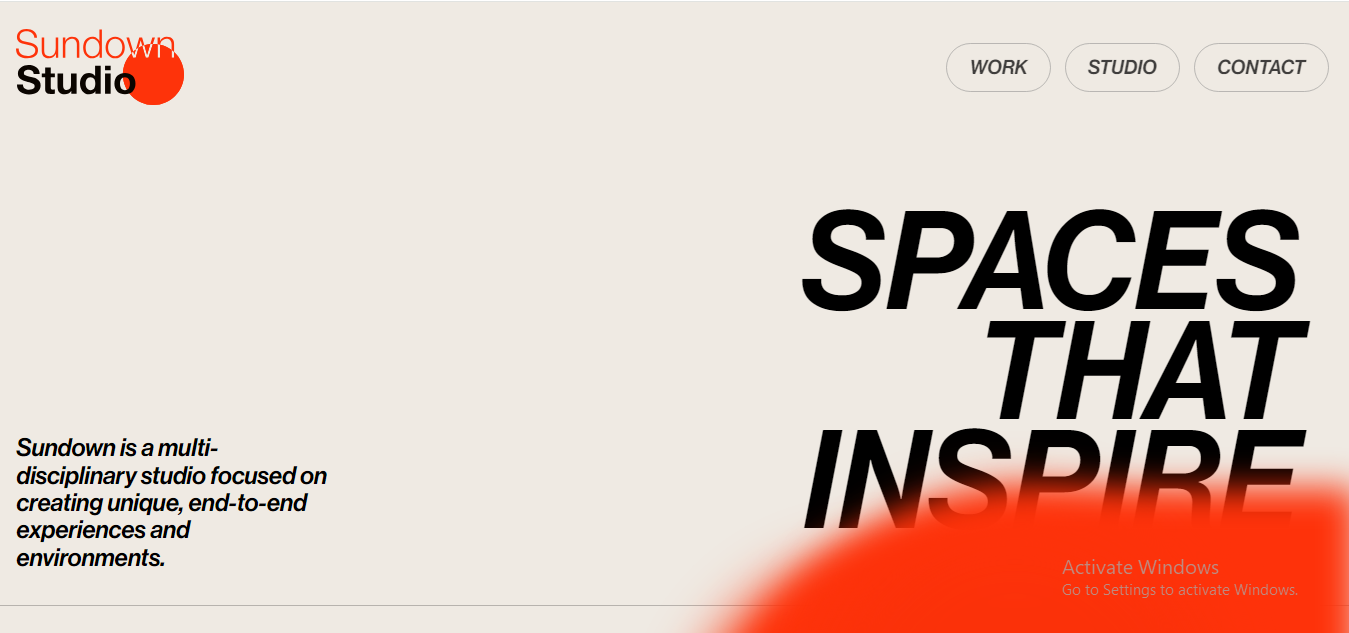 Sundown
Studio
WORK
STUDIO
CONTACT
SPACES
THAT
INSPIRE
Sundown is a multi-
disciplinary studio focused on
creating unique, end-to-end
experiences and
environments.
Activate Windows
Go to Settings to activate Windows.